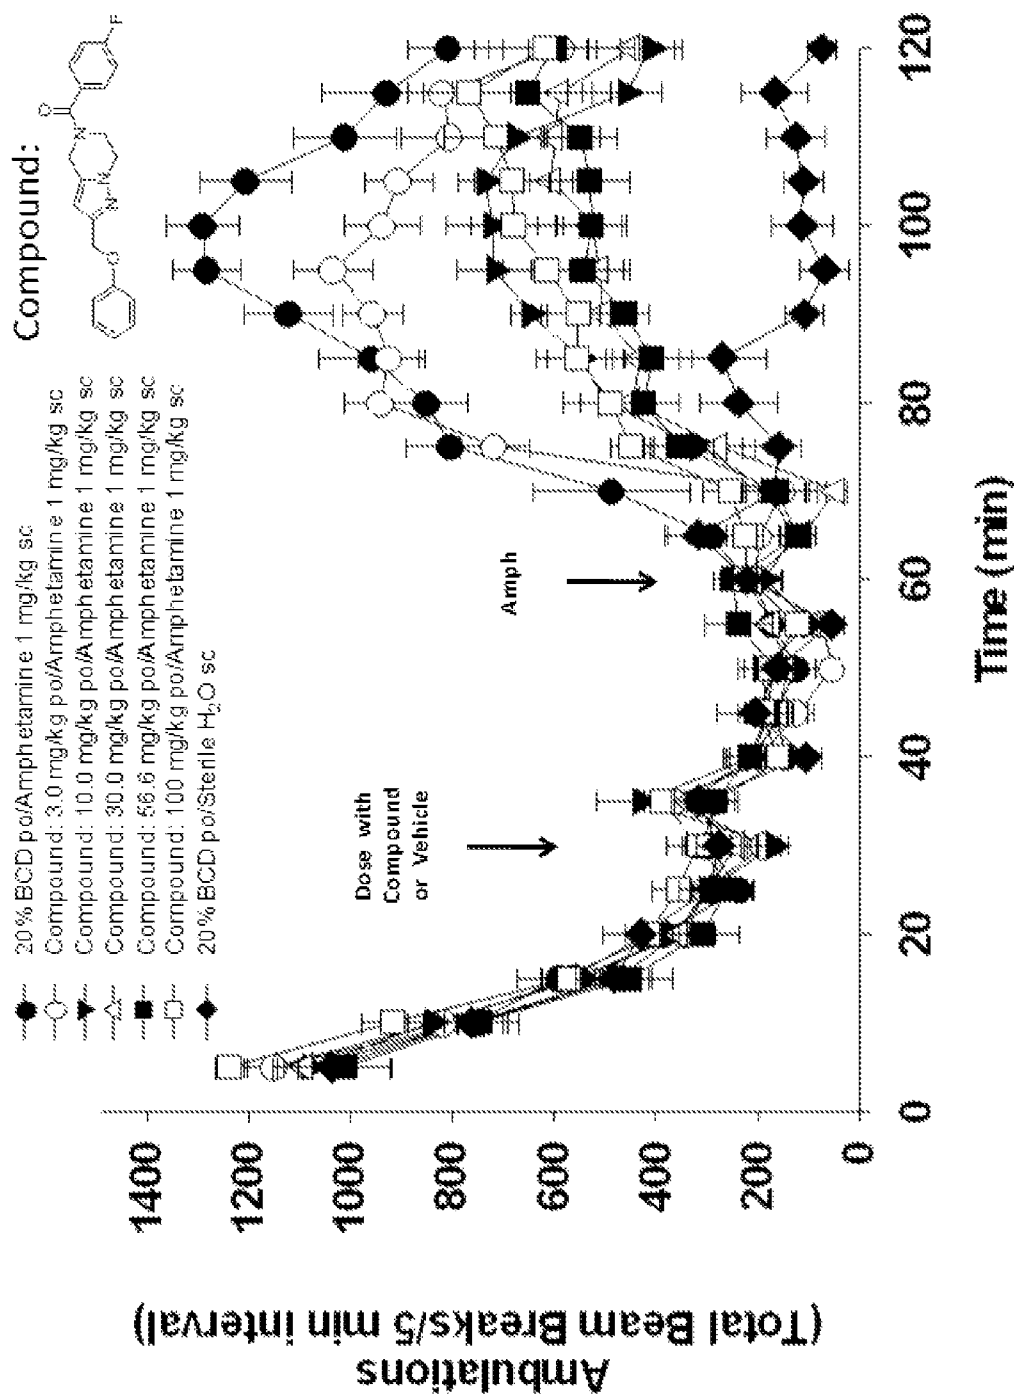 20% BCD po/Amphetamine 1 mg/kg sc
Compound: 3.0 mg/kg po/Amphetamine 1 mg/kg sc
Compound: 10.0 mg/kg po/Amphetamine 1 mg/kg sc
Compound: 30.0 mg/kg po/Amphetamine 1 mg/kg sc
Compound: 56.6 mg/kg po/Amphetamine 1 mg/kg sc
Compound: 100 mg/kg po/Amphetamine 1 mg/kg sc
20% BCD po/Sterile H₂O sc
Compound:
O
F
N
N
N
O
Dose with
Compound
or Vehicle
Amph
1400
1200
1000
800
600
400
200
0
0
20
40
60
80
100
120
Ambulations
(Total Beam Breaks/5 min interval)
Time (min)